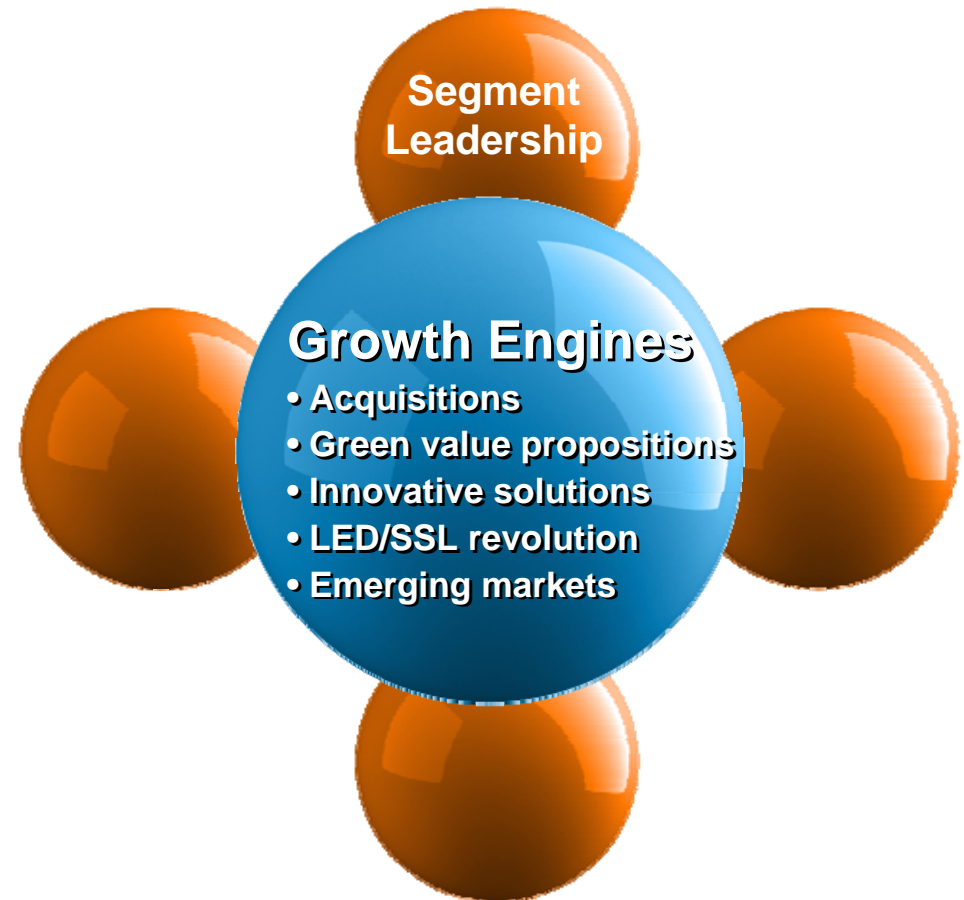 Segment
Leadership
Growth Engines
• Acquisitions
• Green value propositions
• Innovative solutions
• LED/SSL revolution
• Emerging markets